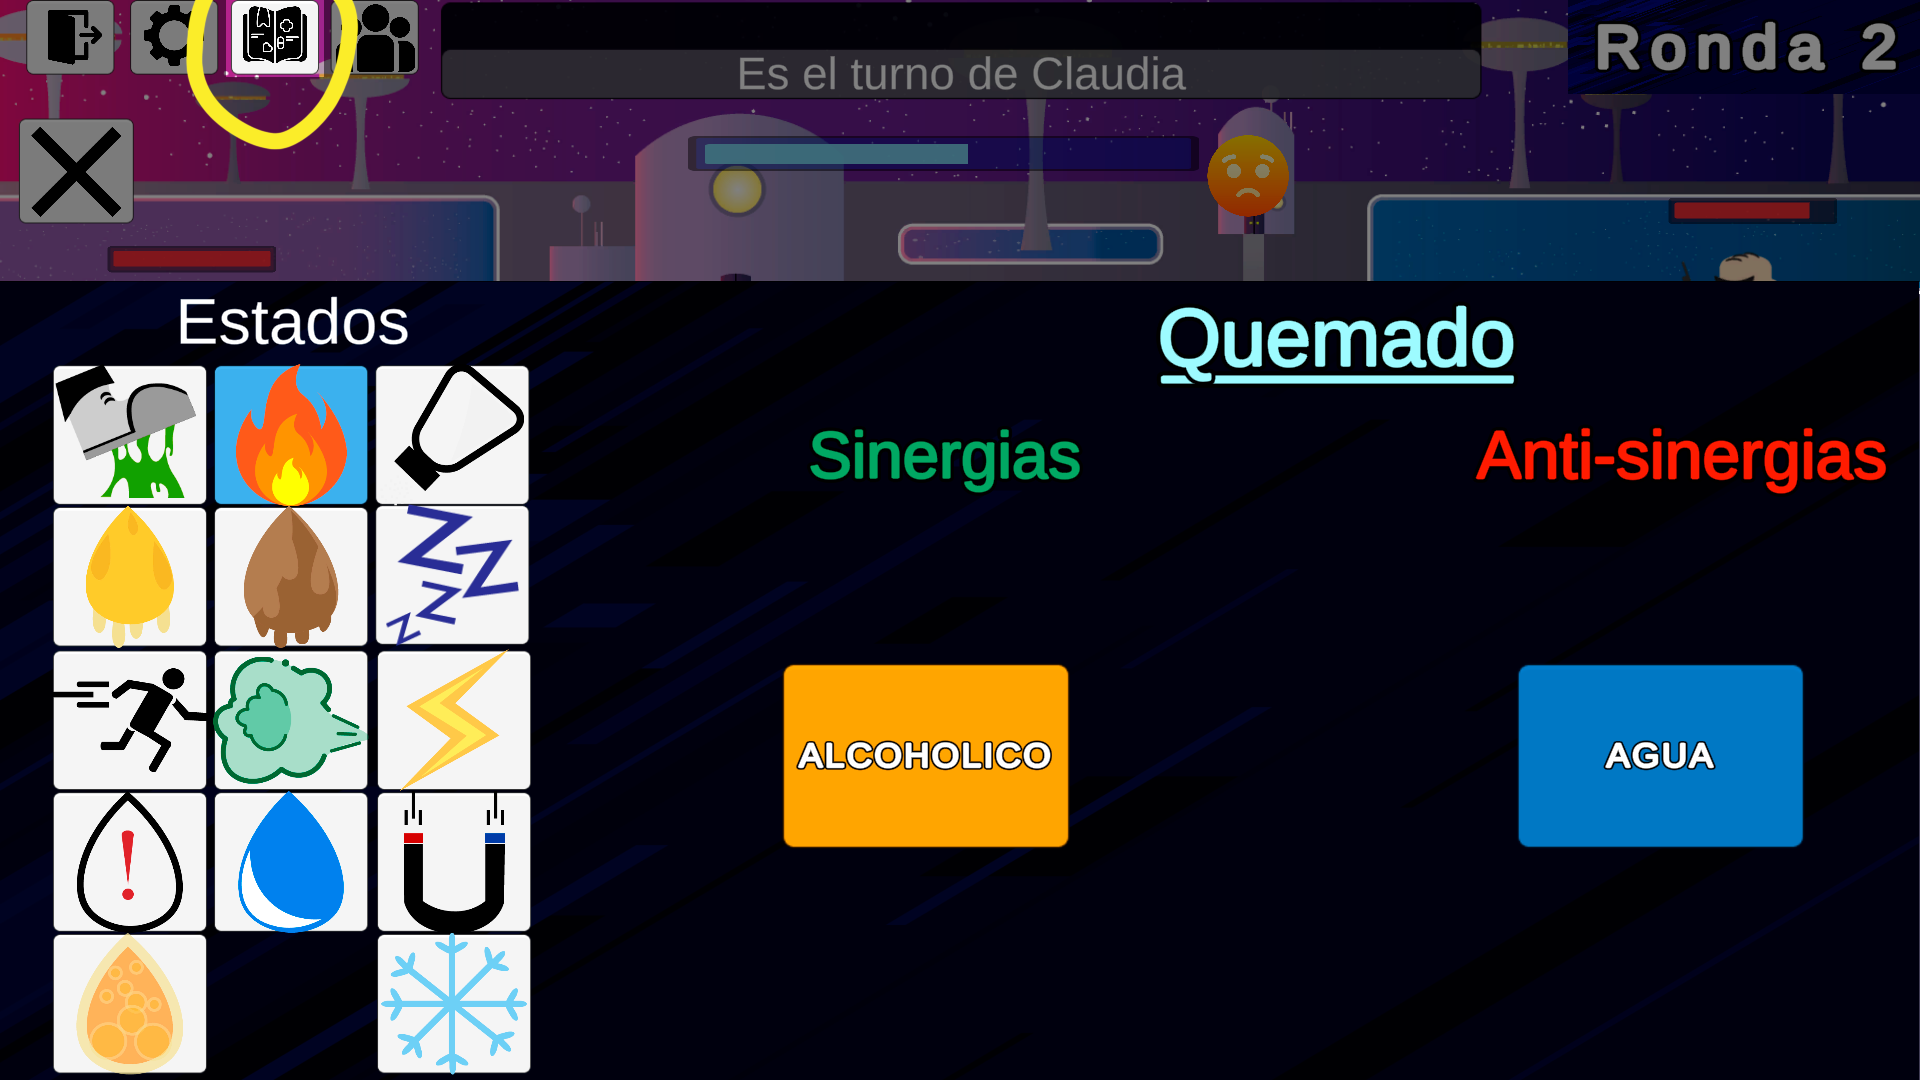 Es el turno de Claudia
Ronda 2
Estados
Quemado
Sinergias
Anti-sinergias
ALCOHOLICO
AGUA